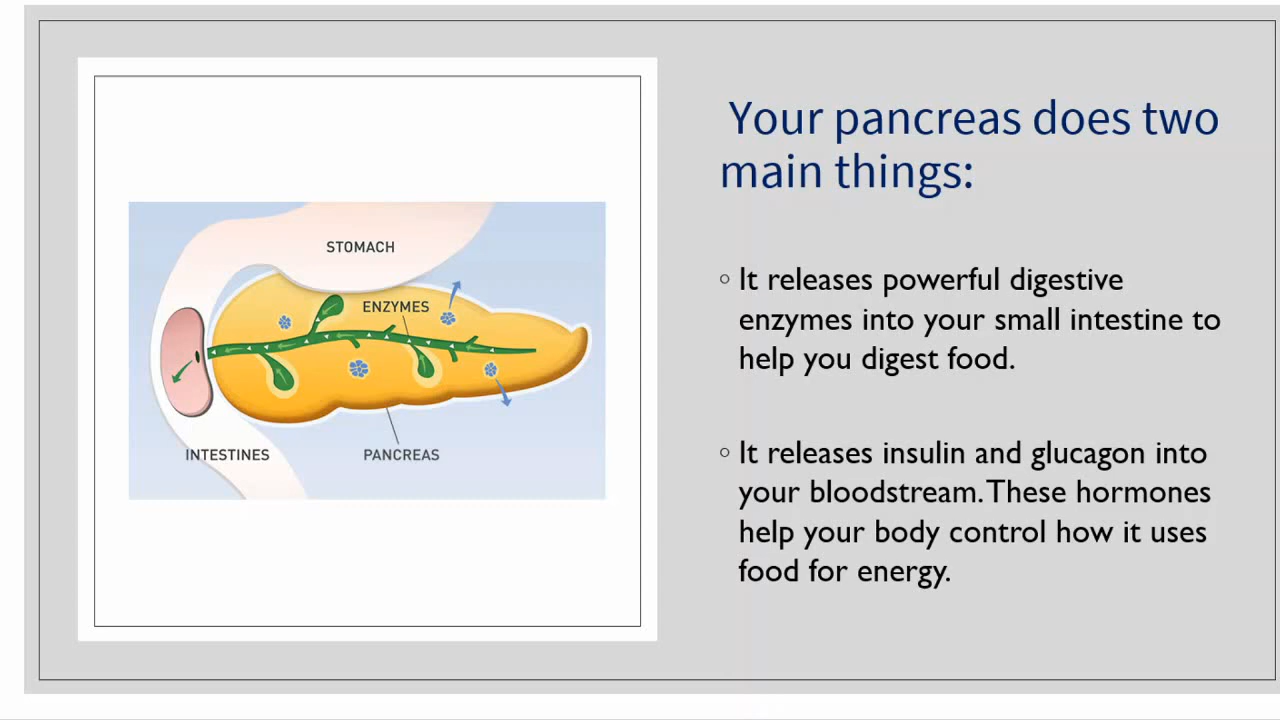 Your pancreas does two
main things:
STOMACH
ENZYMES
INTESTINES
PANCREAS
◦ It releases powerful digestive
enzymes into your small intestine to
help you digest food.
◦ It releases insulin and glucagon into
your bloodstream. These hormones
help your body control how it uses
food for energy.